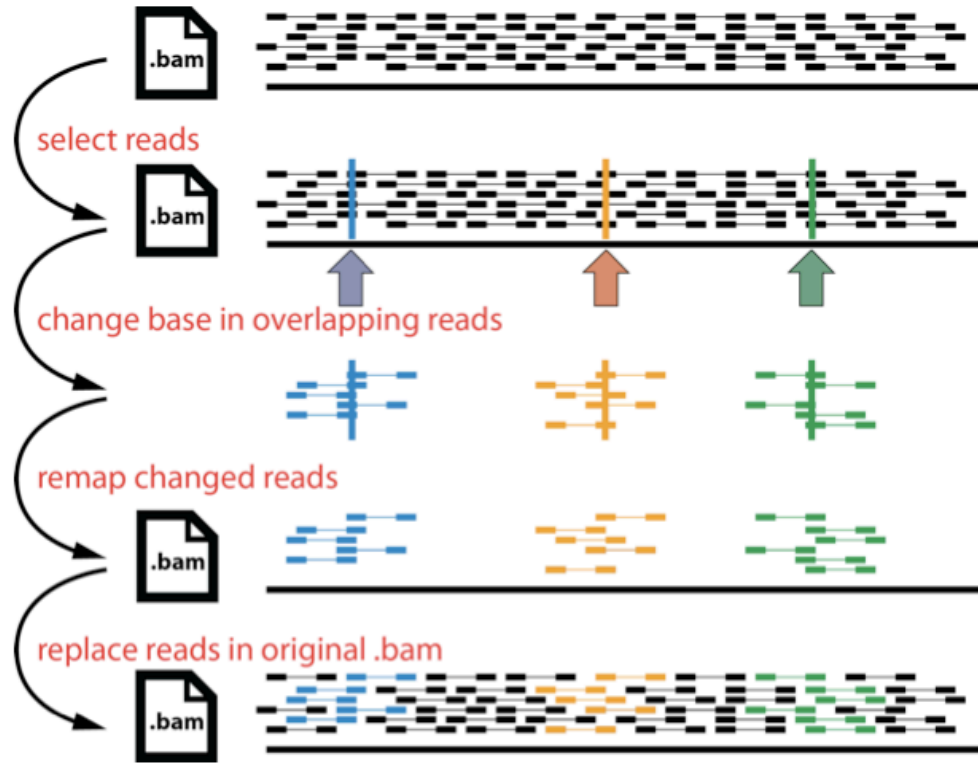 .bam
select reads
.bam
change base in overlapping reads
remap changed reads
.bam
replace reads in original .bam
.bam